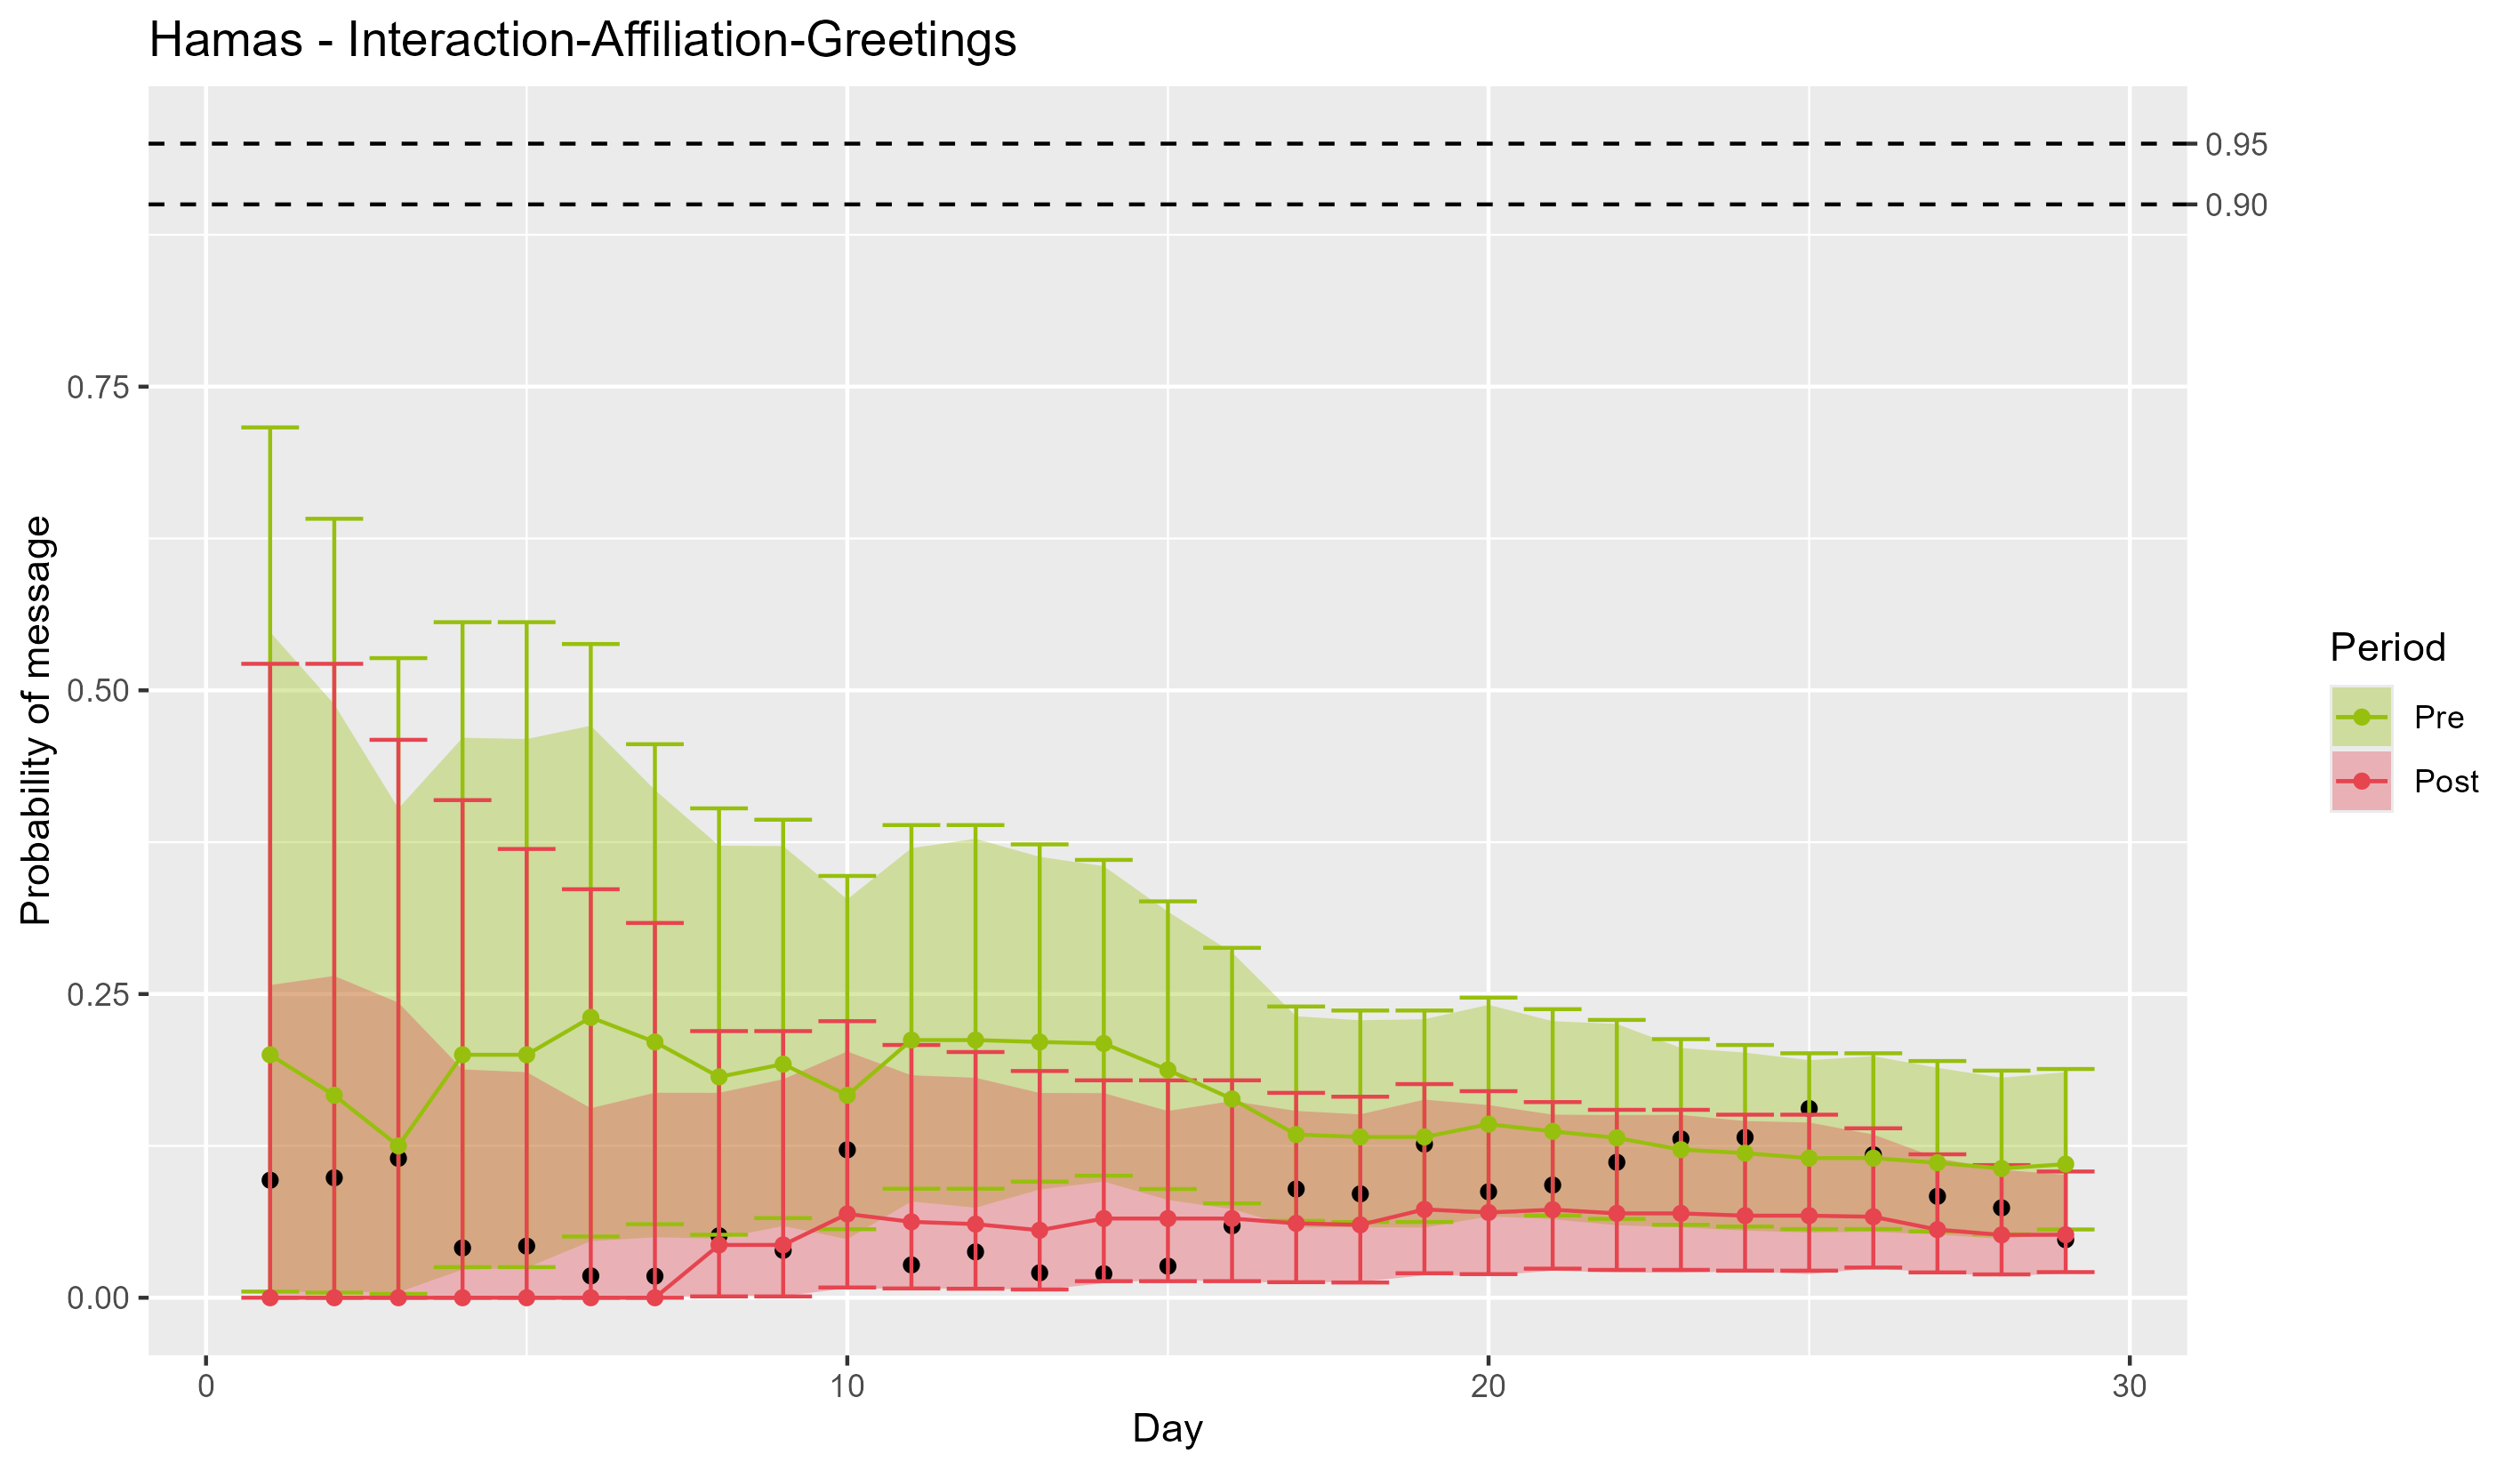 Hamas - Interaction-Affiliation-Greetings
0.95
0.90
0.75
0.50
0.25
0.00
Probability of message
0 10 20 30
Day
Period
Pre
Post